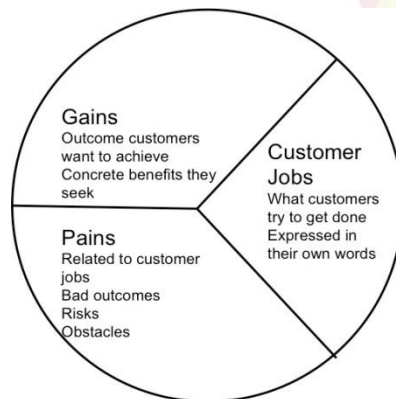 Gains
Outcome customers
want to achieve
Concrete benefits they
seek
Customer
Jobs
What customers
try to get done
Expressed in
their own words
Pains
Related to customer
jobs
Bad outcomes
Risks
Obstacles